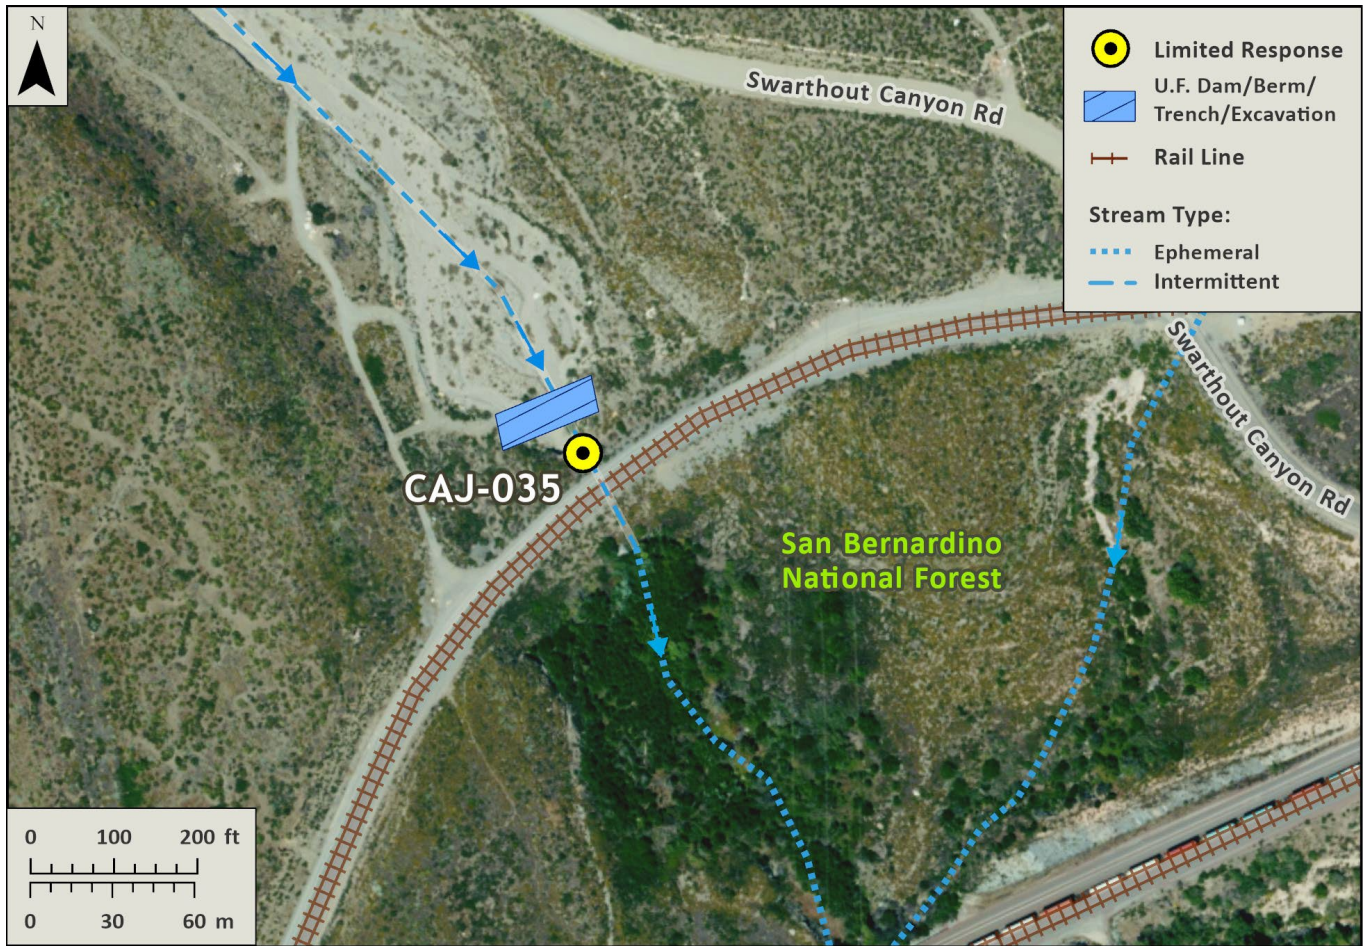 N
Swarthout Canyon Rd
Limited Response
U.F. Dam/Berm/
Trench/Excavation
Rail Line
Stream Type:
Ephemeral
Intermittent
Swarthout Canyon Rd
CAJ-035
San Bernardino
National Forest
0 100 200 ft
0 30 60 m